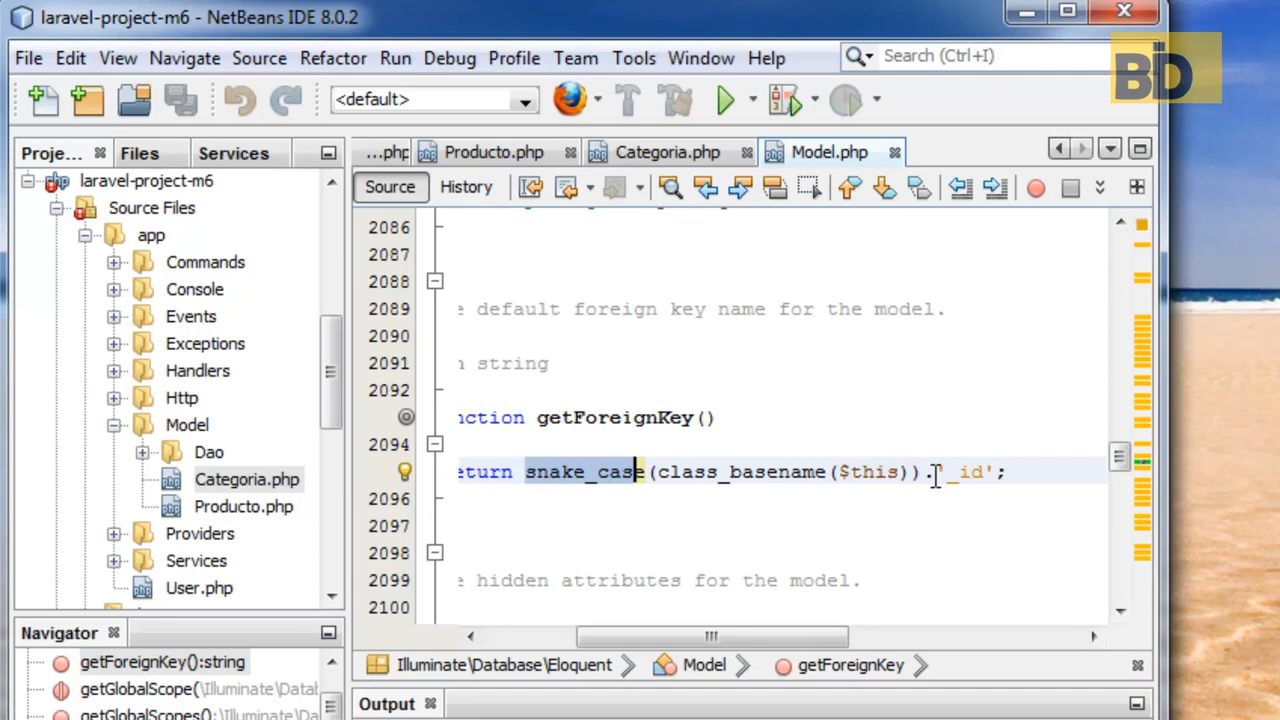 laravel-project-m6 - NetBeans IDE 8.0.2
File Edit View Navigate Source Refactor Run Debug Profile Team Tools Window Help
Search (Ctrl+I)
BD
<default>
Proje... Files Services
...php Producto.php Categoria.php Model.php
Source History
laravel-project-m6
Source Files
app
Commands
Console
Events
Exceptions
Handlers
Http
Model
Dao
Categoria.php
Producto.php
Providers
Services
User.php
2086
2087
2088
2089 e default foreign key name for the model.
2090
2091 n string
2092
nction getForeignKey()
2094
eturn snake_case(class_basename($this)).'_id';
2096
2097
2098
2099 e hidden attributes for the model.
2100
Navigator
getForeignKey():string
getGlobalScope(\Illuminate\Datal
getGlobalScopes():\Illuminate\Data
Illuminate\Database\Eloquent Model getForeignKey
Output